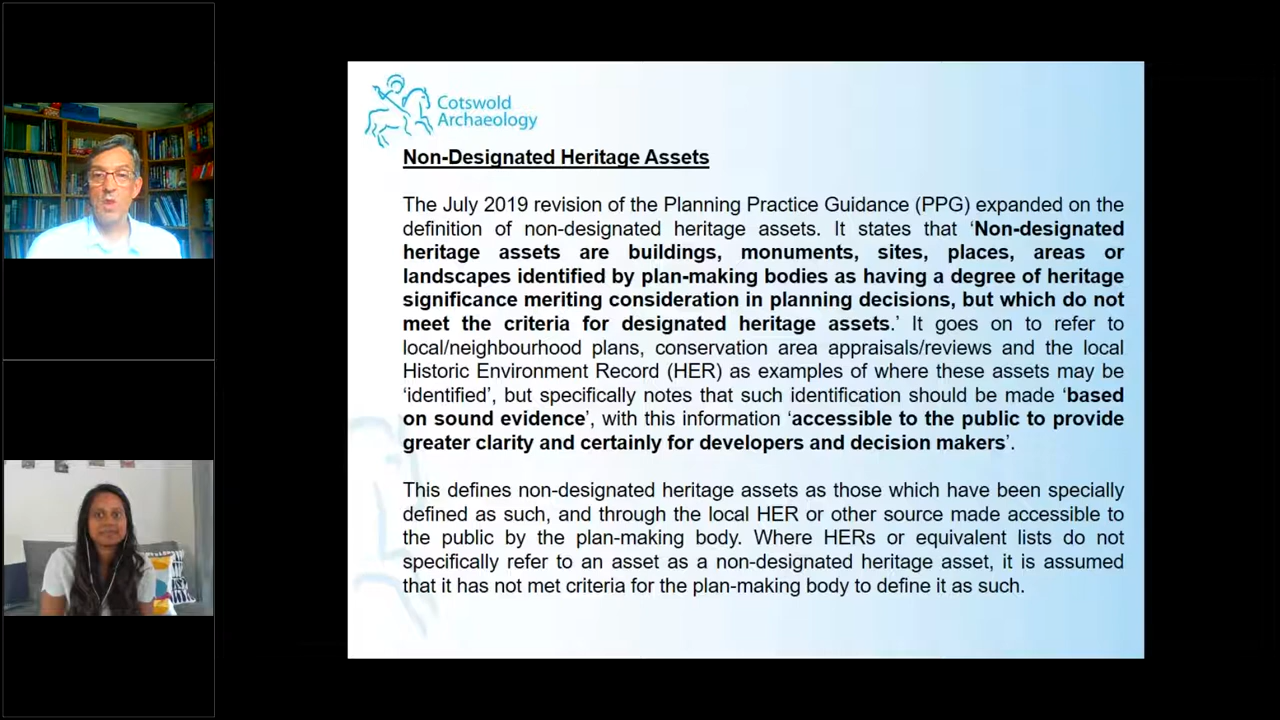 Cotswold
Archaeology
Non-Designated Heritage Assets
The July 2019 revision of the Planning Practice Guidance (PPG) expanded on the
definition of non-designated heritage assets. It states that ‘Non-designated
heritage assets are buildings, monuments, sites, places, areas or
landscapes identified by plan-making bodies as having a degree of heritage
significance meriting consideration in planning decisions, but which do not
meet the criteria for designated heritage assets.’ It goes on to refer to
local/neighbourhood plans, conservation area appraisals/reviews and the local
Historic Environment Record (HER) as examples of where these assets may be
‘identified’, but specifically notes that such identification should be made ‘based
on sound evidence’, with this information ‘accessible to the public to provide
greater clarity and certainly for developers and decision makers’.
This defines non-designated heritage assets as those which have been specially
defined as such, and through the local HER or other source made accessible to
the public by the plan-making body. Where HERs or equivalent lists do not
specifically refer to an asset as a non-designated heritage asset, it is assumed
that it has not met criteria for the plan-making body to define it as such.